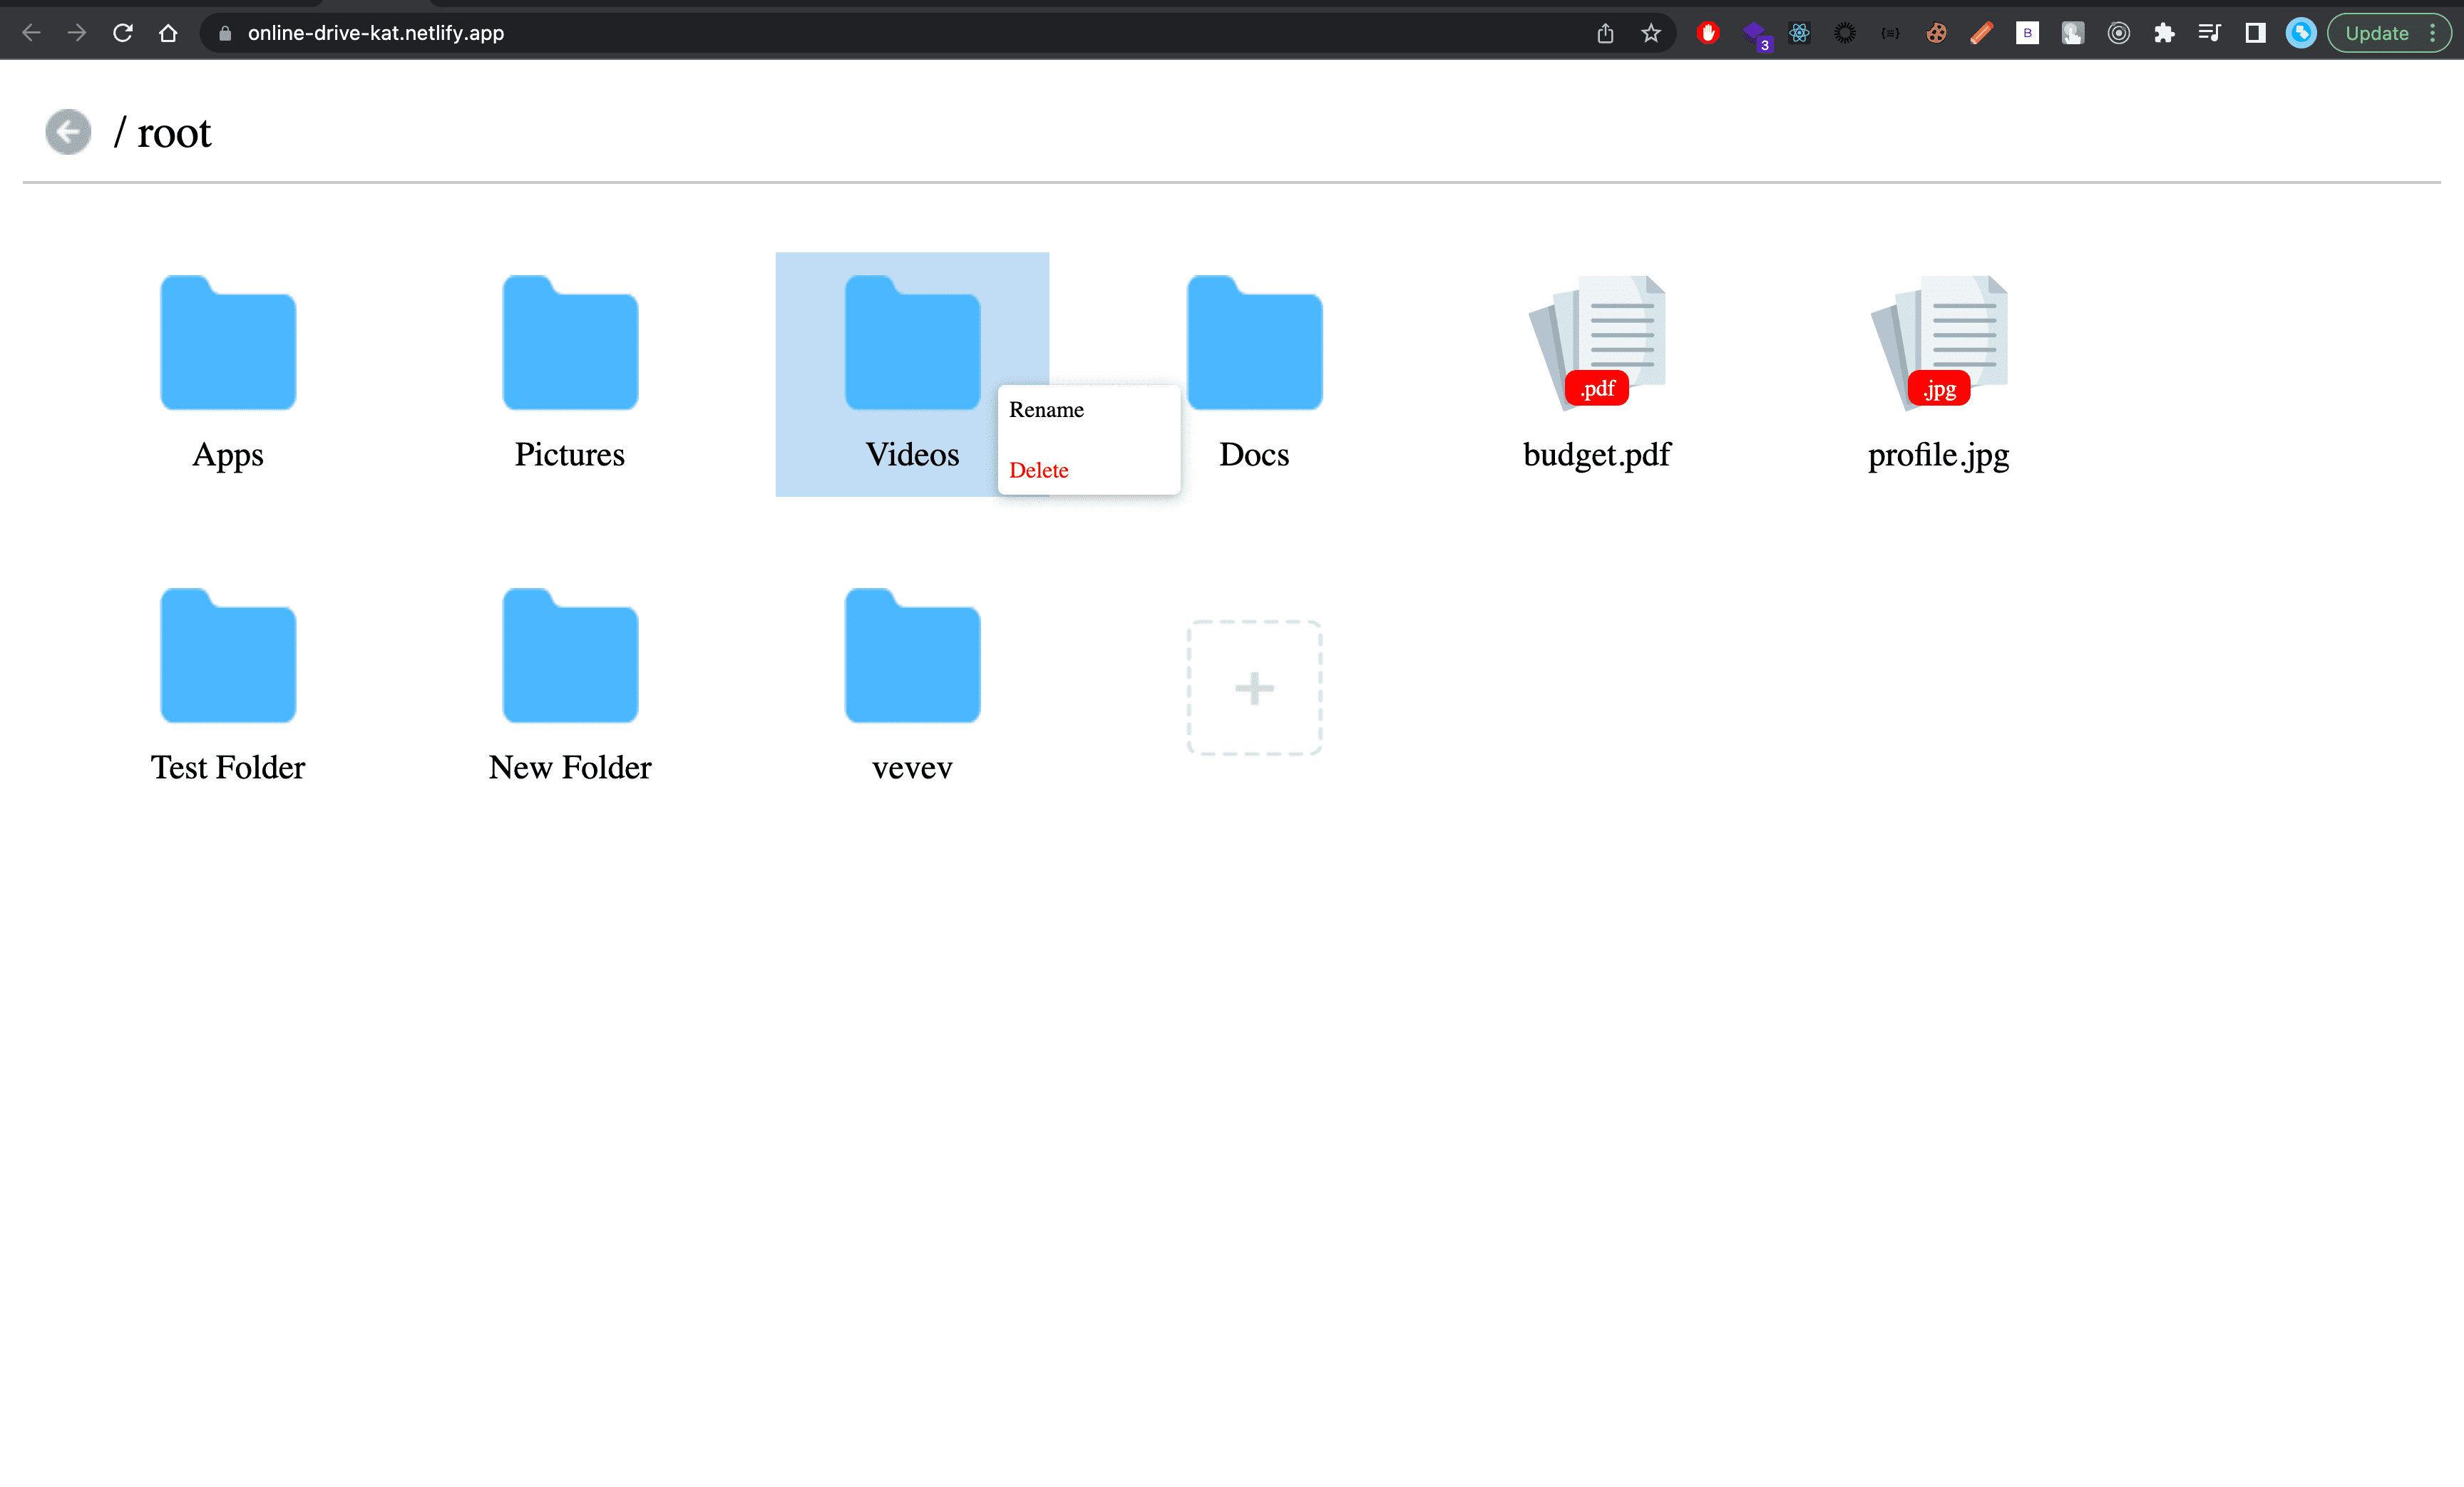 online-drive-kat.netlify.app
3
{≡}
B
Update
/ root
Rename
Delete
.pdf
.jpg
Apps
Pictures
Videos
Docs
budget.pdf
profile.jpg
Test Folder
New Folder
vevev